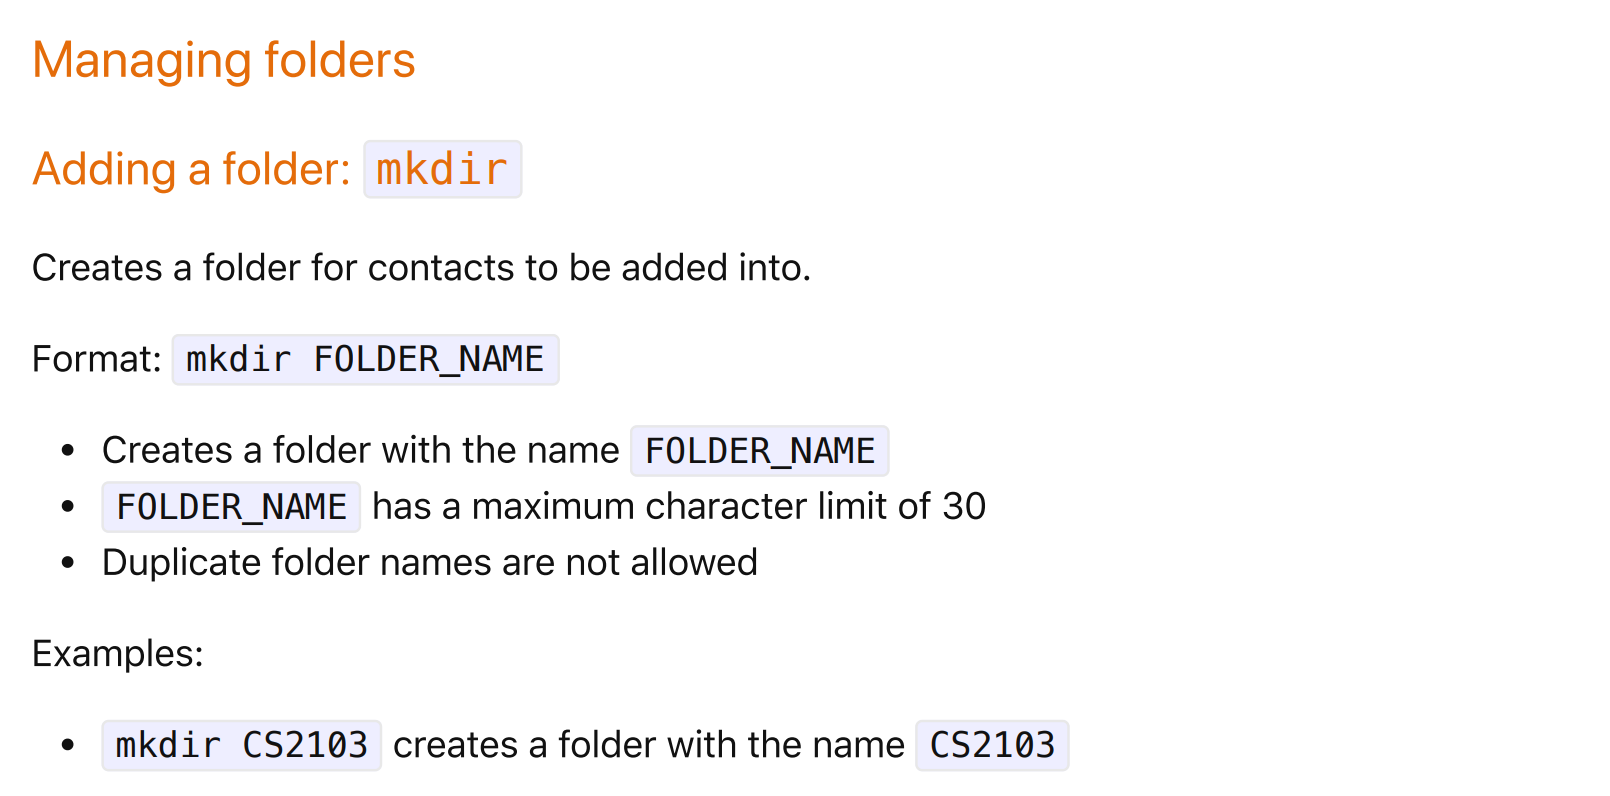 Managing folders
Adding a folder: mkdir
Creates a folder for contacts to be added into.
Format: mkdir FOLDER_NAME
• Creates a folder with the name FOLDER_NAME
• FOLDER_NAME has a maximum character limit of 30
• Duplicate folder names are not allowed
Examples:
• mkdir CS2103 creates a folder with the name CS2103